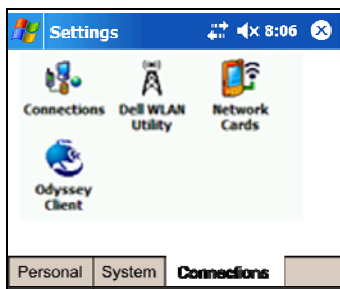 Settings 8:06
Connections Dell WLAN Utility Network Cards
Odyssey Client
Personal System Connections